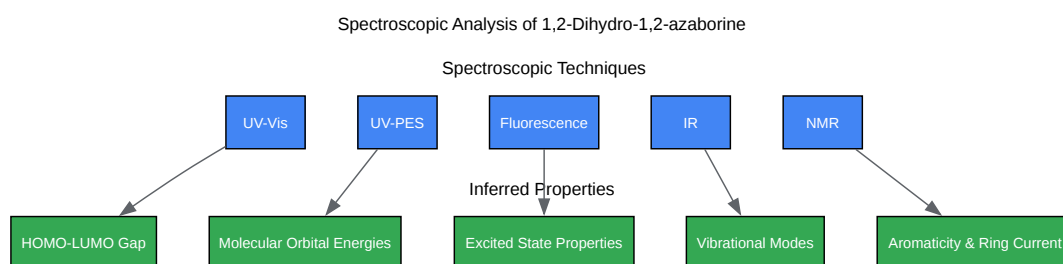 Spectroscopic Analysis of 1,2-Dihydro-1,2-azaborine
Spectroscopic Techniques
UV-Vis
UV-PES
Fluorescence
IR
NMR
Inferred Properties
HOMO-LUMO Gap
Molecular Orbital Energies
Excited State Properties
Vibrational Modes
Aromaticity & Ring Current